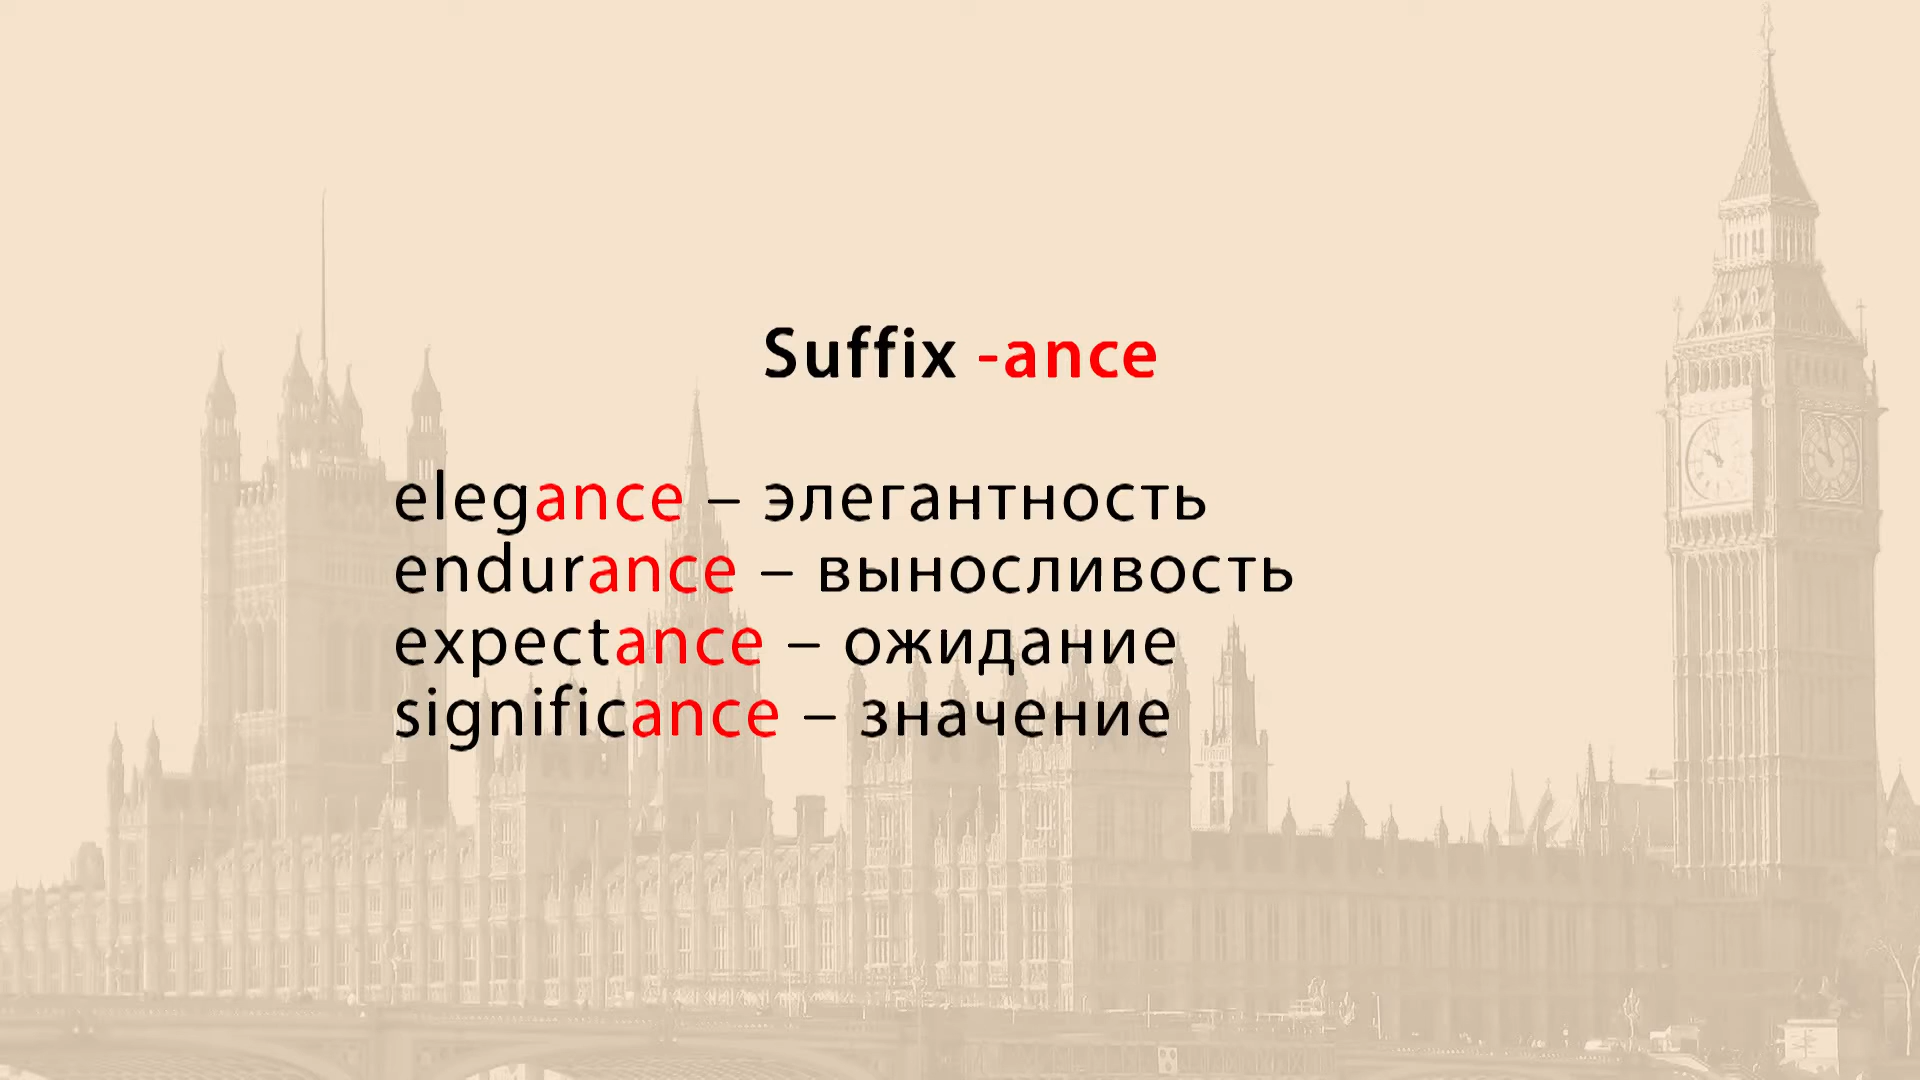 Suffix -ance
elegance – элегантность
endurance – выносливость
expectance – ожидание
significance – значение